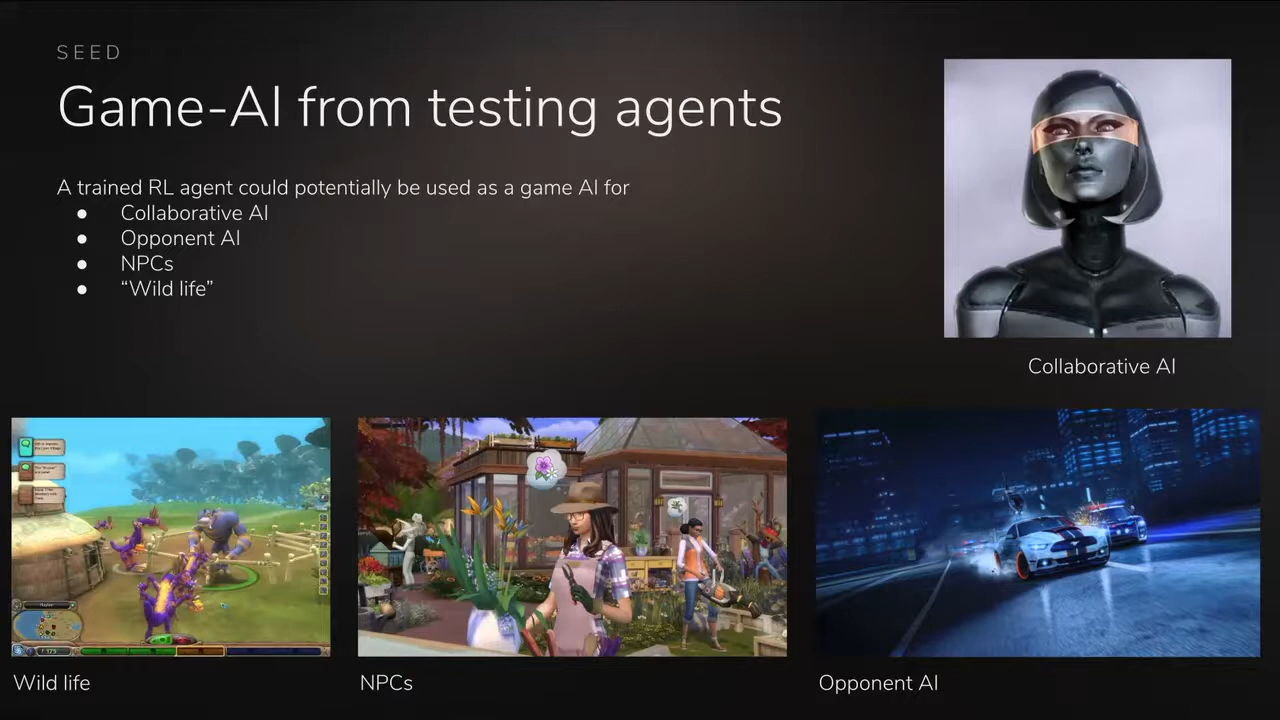 SEED
Game-AI from testing agents
A trained RL agent could potentially be used as a game AI for
● Collaborative AI
● Opponent AI
● NPCs
● “Wild life”
Collaborative AI
Wild life
NPCs
Opponent AI